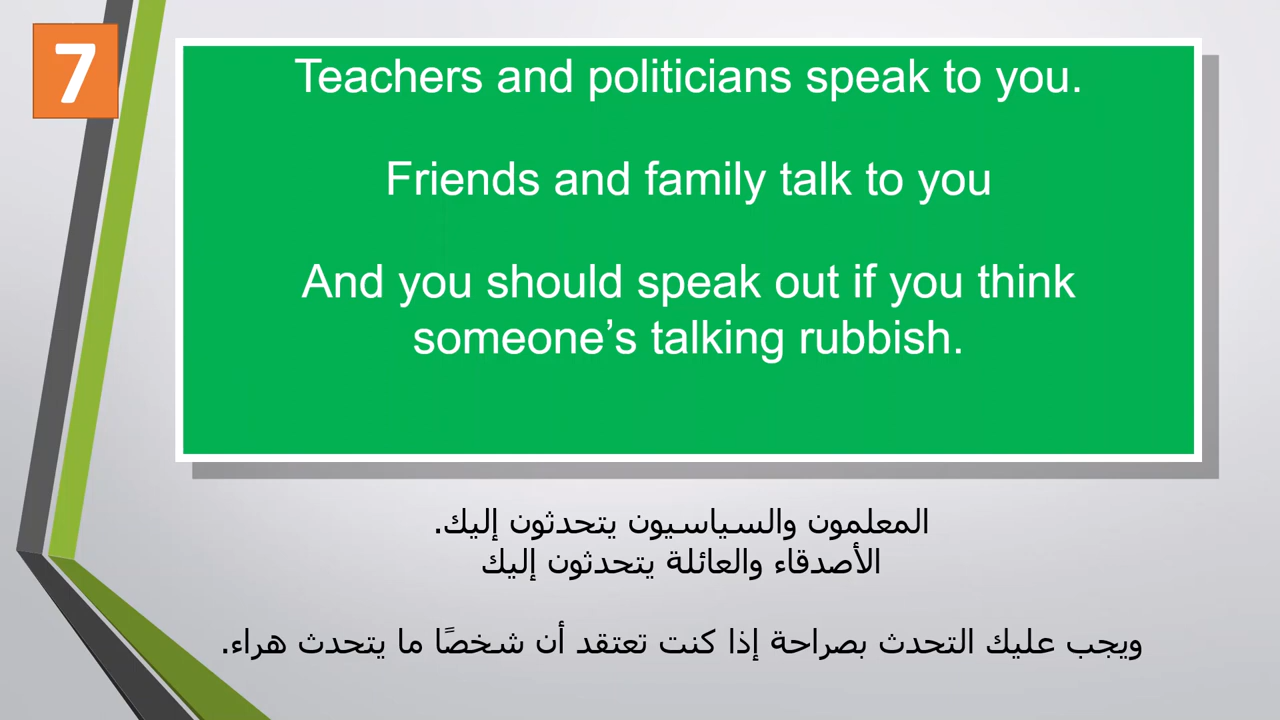 7
Teachers and politicians speak to you.
Friends and family talk to you
And you should speak out if you think
someone’s talking rubbish.
المعلمون والسياسيون يتحدثون إليك.
الأصدقاء والعائلة يتحدثون إليك
ويجب عليك التحدث بصراحة إذا كنت تعتقد أن شخصًا ما يتحدث هراء.